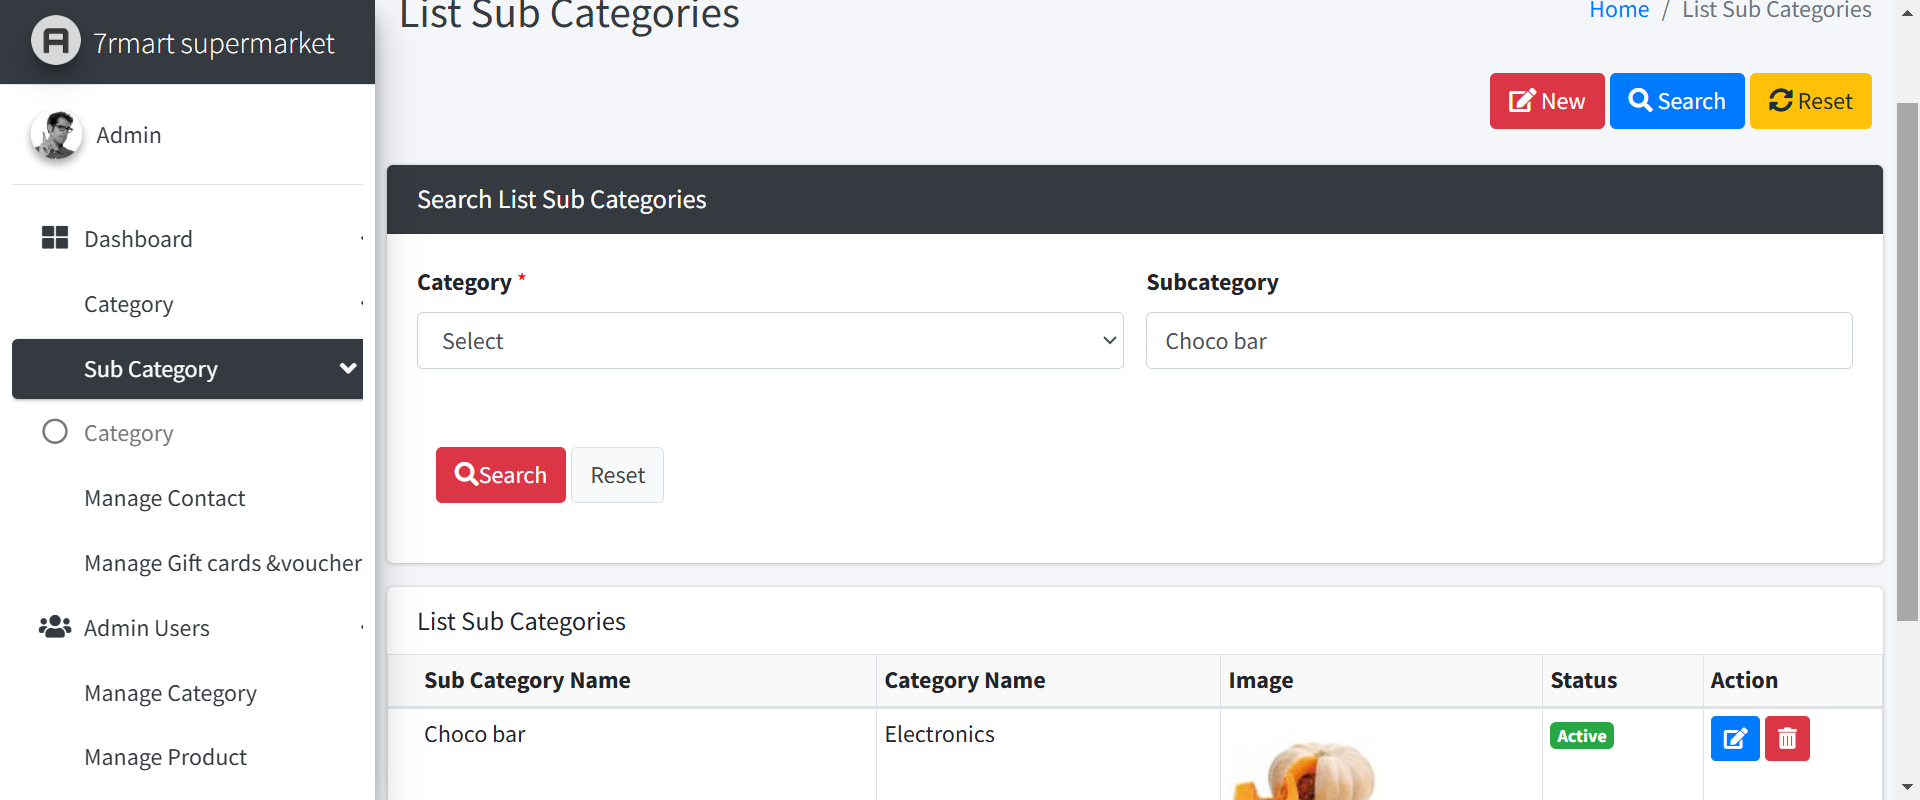 7rmart supermarket
Admin
Dashboard
Category
Sub Category
Category
Manage Contact
Manage Gift cards &voucher
Admin Users
Manage Category
Manage Product
List Sub Categories
Home / List Sub Categories
New Search Reset
Search List Sub Categories
Category * Subcategory
Select Choco bar
Search Reset
List Sub Categories
Sub Category Name Category Name Image Status Action
Choco bar Electronics Active